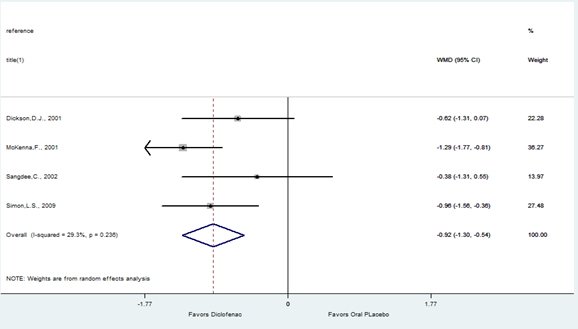 reference %
title(1) WMD (95% CI) Weight
Dickson,D.J., 2001 -0.62 (-1.31, 0.07) 22.28
McKenna,F., 2001 -1.29 (-1.77, -0.81) 36.27
Sangdee,C., 2002 -0.38 (-1.31, 0.55) 13.97
Simon,L.S., 2009 -0.96 (-1.56, -0.36) 27.48
Overall (I-squared = 29.3%, p = 0.236) -0.92 (-1.30, -0.54) 100.00
NOTE: Weights are from random effects analysis
-1.77 0 1.77
Favors Diclofenac Favors Oral PLacebo